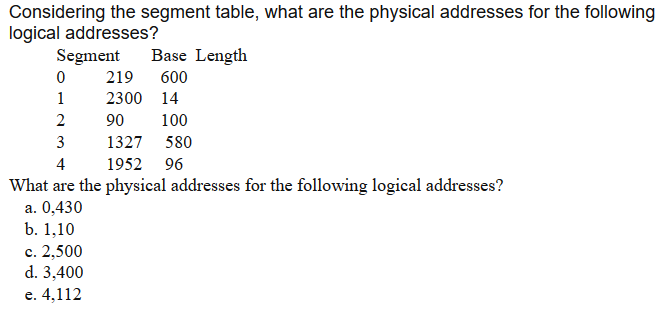 Considering the segment table, what are the physical addresses for the following
logical addresses?
Segment Base Length
0 219 600
1 2300 14
2 90 100
3 1327 580
4 1952 96
What are the physical addresses for the following logical addresses?
a. 0,430
b. 1,10
c. 2,500
d. 3,400
e. 4,112